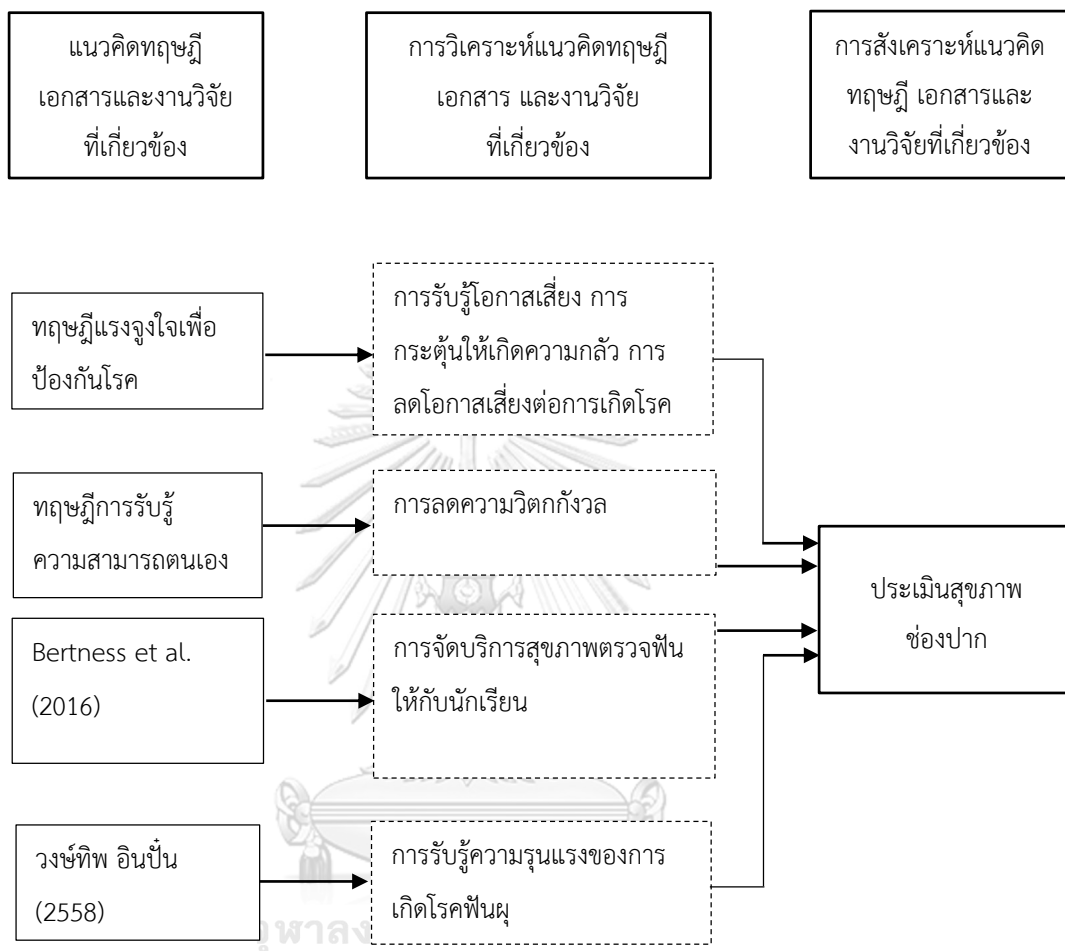 แนวคิดทฤษฎี
เอกสารและงานวิจัย
ที่เกี่ยวข้อง
การวิเคราะห์แนวคิดทฤษฎี
เอกสาร และงานวิจัย
ที่เกี่ยวข้อง
การสังเคราะห์แนวคิด
ทฤษฎี เอกสารและ
งานวิจัยที่เกี่ยวข้อง
ทฤษฎีแรงจูงใจเพื่อ
ป้องกันโรค
การรับรู้โอกาสเสี่ยง การ
กระตุ้นให้เกิดความกลัว การ
ลดโอกาสเสี่ยงต่อการเกิดโรค
ทฤษฎีการรับรู้
ความสามารถตนเอง
การลดความวิตกกังวล
Bertness et al.
(2016)
การจัดบริการสุขภาพตรวจฟัน
ให้กับนักเรียน
วงษ์ทิพ อินปั๋น
(2558)
การรับรู้ความรุนแรงของการ
เกิดโรคฟันผุ
ประเมินสุขภาพ
ช่องปาก